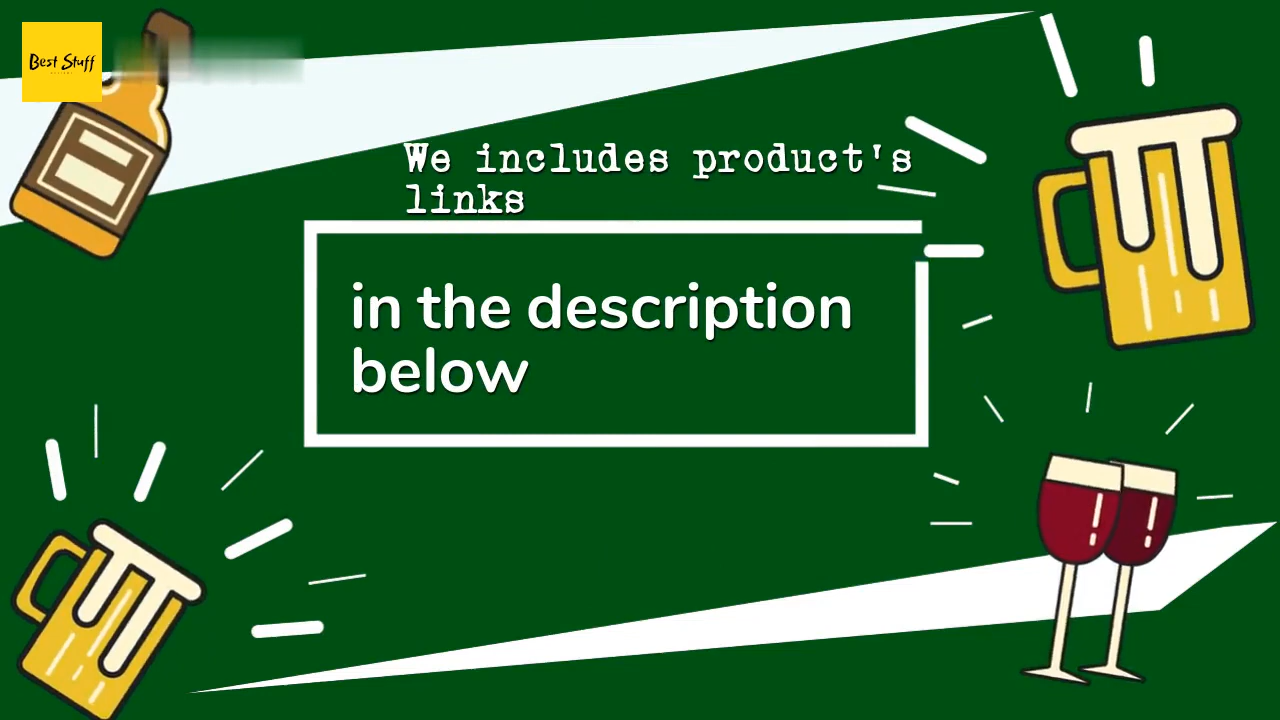 Best Stuff
We includes product's
links
in the description
below